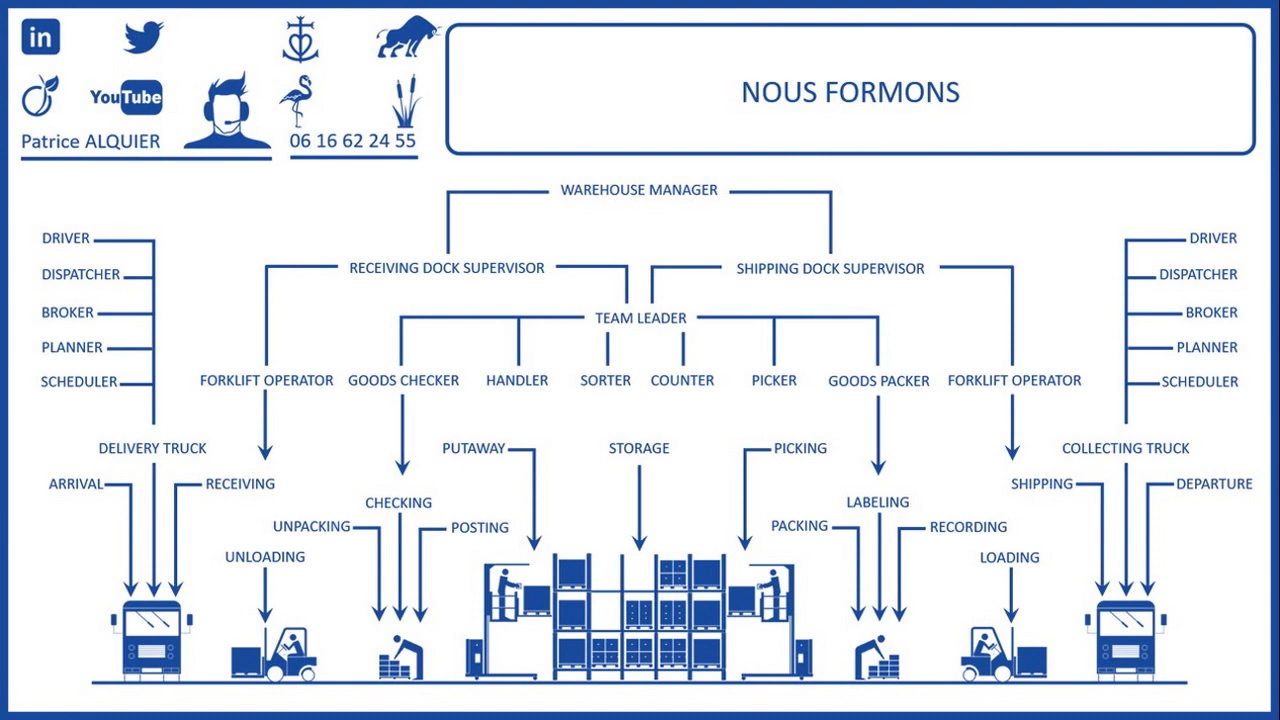 in
YouTube
Patrice ALQUIER
06 16 62 24 55
NOUS FORMONS
WAREHOUSE MANAGER
DRIVER
DRIVER
RECEIVING DOCK SUPERVISOR
SHIPPING DOCK SUPERVISOR
DISPATCHER
DISPATCHER
BROKER
TEAM LEADER
BROKER
PLANNER
PLANNER
SCHEDULER
FORKLIFT OPERATOR
GOODS CHECKER
HANDLER
SORTER
COUNTER
PICKER
GOODS PACKER
FORKLIFT OPERATOR
SCHEDULER
DELIVERY TRUCK
PUTAWAY
STORAGE
PICKING
COLLECTING TRUCK
ARRIVAL
RECEIVING
SHIPPING
DEPARTURE
CHECKING
LABELING
UNPACKING
POSTING
PACKING
RECORDING
UNLOADING
LOADING